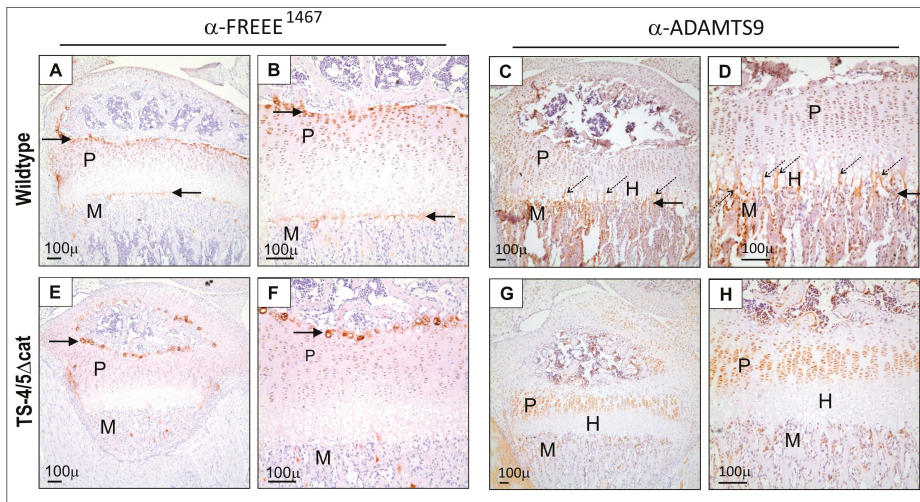 α-FREEE1467
α-ADAMTS9
Wildtype
A
P
M
100µ
B
P
M
100µ
C
P
H
M
100µ
D
P
H
M
100µ
TS-4/5Δcat
E
P
M
100µ
F
P
M
100µ
G
P
H
M
100µ
H
P
H
M
100µ